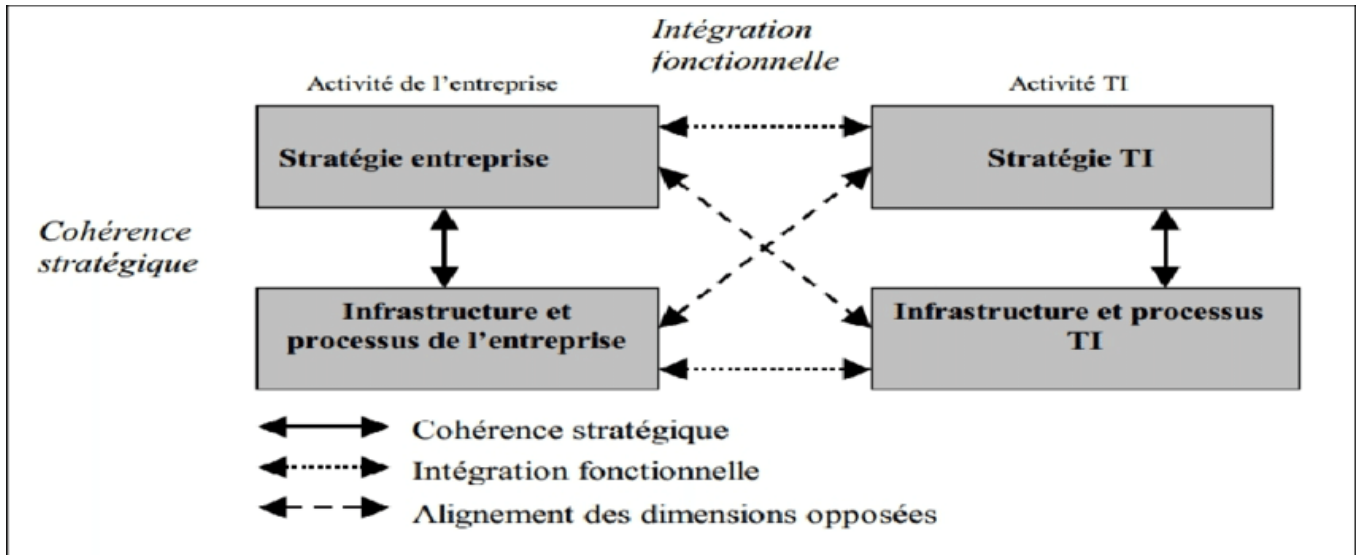 Intégration
fonctionnelle
Activité de l'entreprise
Activité TI
Stratégie entreprise
Stratégie TI
Cohérence
stratégique
Infrastructure et
processus de l'entreprise
Infrastructure et processus
TI
Cohérence stratégique
Intégration fonctionnelle
Alignement des dimensions opposées